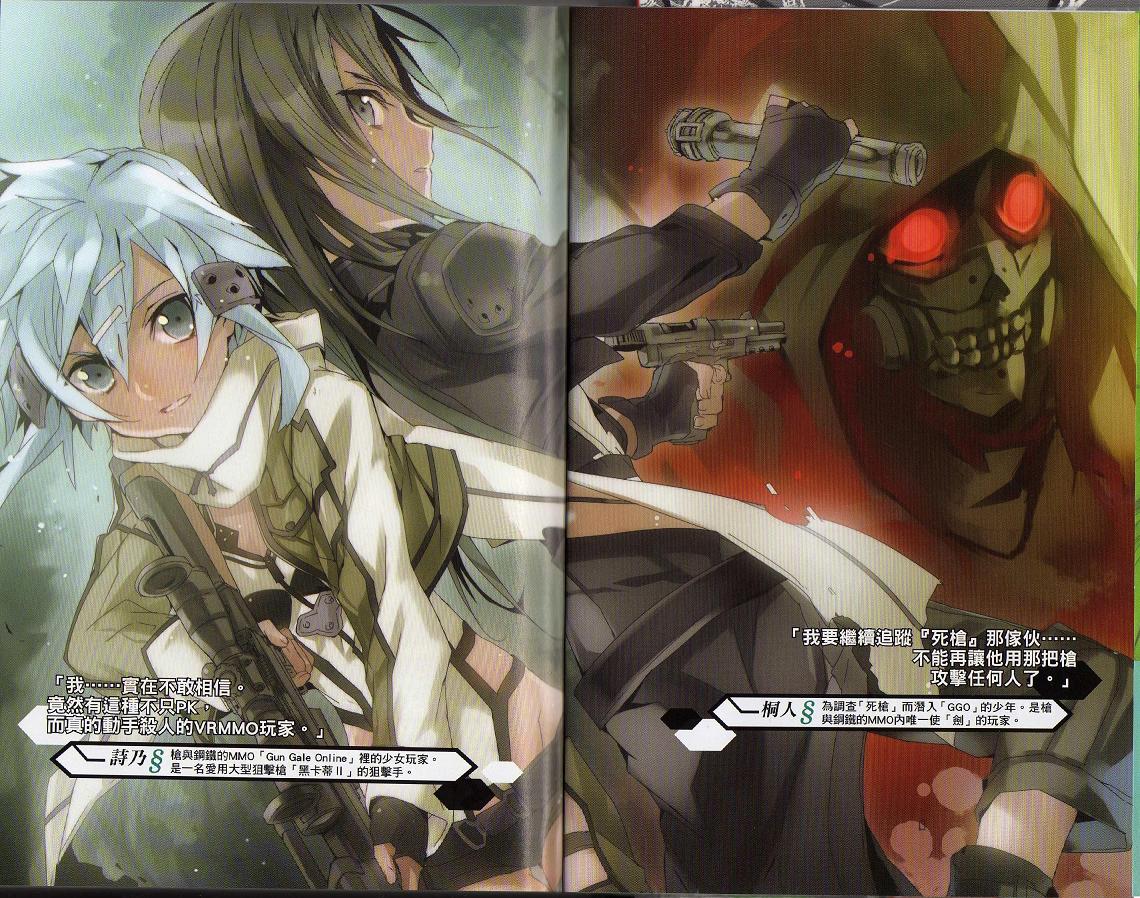 「我……實在不敢相信。
竟然有這種不只PK，
而真的動手殺人的VRMMO玩家。」
詩乃§
槍與鋼鐵的MMO「Gun Gale Online」裡的少女玩家。
是一名愛用大型狙擊槍「黑卡蒂Ⅱ」的狙擊手。
「我要繼續追蹤『死槍』那傢伙……
不能再讓他用那把槍
攻擊任何人了。」
桐人§
為調查「死槍」而潛入「GGO」的少年。是槍
與鋼鐵的MMO內唯一使「劍」的玩家。